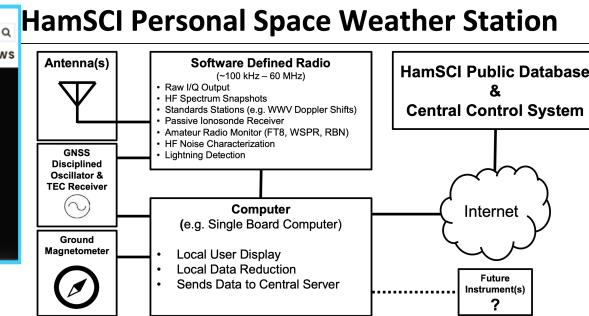 HamSCI Personal Space Weather Station
WS
Antenna(s)
Software Defined Radio
(~100 kHz – 60 MHz)
• Raw I/Q Output
• HF Spectrum Snapshots
• Standards Stations (e.g. WWV Doppler Shifts)
• Passive Ionosonde Receiver
• Amateur Radio Monitor (FT8, WSPR, RBN)
• HF Noise Characterization
• Lightning Detection
HamSCI Public Database
&
Central Control System
GNSS
Disciplined
Oscillator &
TEC Receiver
Computer
(e.g. Single Board Computer)
• Local User Display
• Local Data Reduction
• Sends Data to Central Server
Internet
Ground
Magnetometer
Future
Instrument(s)
?